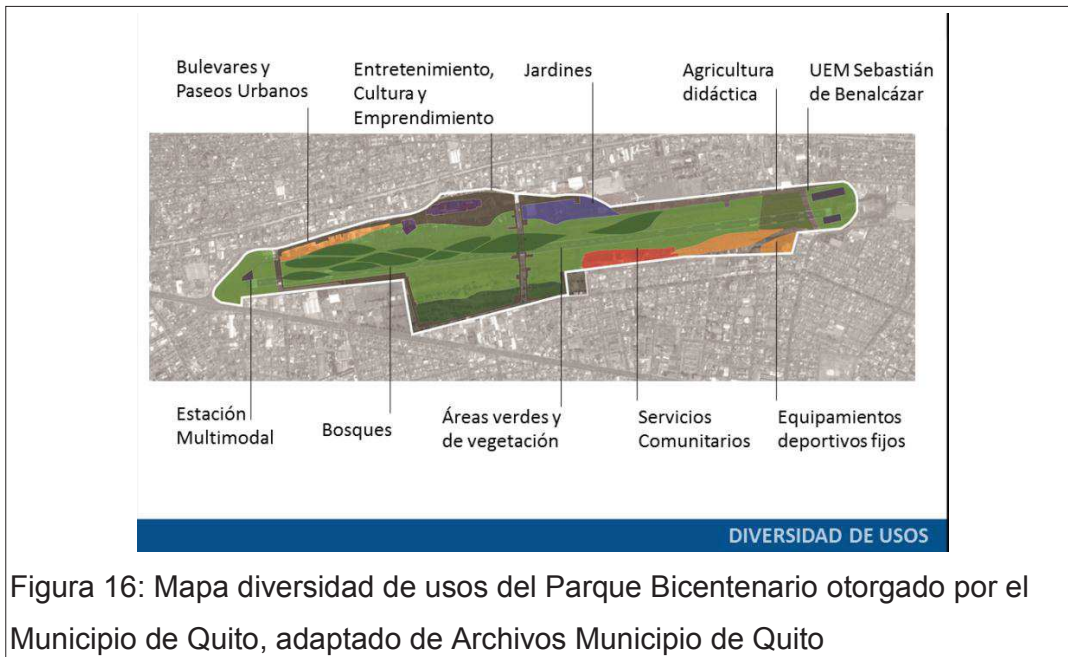 Bulevares y
Paseos Urbanos
Entretenimiento,
Cultura y
Emprendimiento
Jardines
Agricultura
didáctica
UEM Sebastián
de Benalcázar
Estación
Multimodal
Bosques
Áreas verdes y
de vegetación
Servicios
Comunitarios
Equipamientos
deportivos fijos
DIVERSIDAD DE USOS
Figura 16: Mapa diversidad de usos del Parque Bicentenario otorgado por el
Municipio de Quito, adaptado de Archivos Municipio de Quito